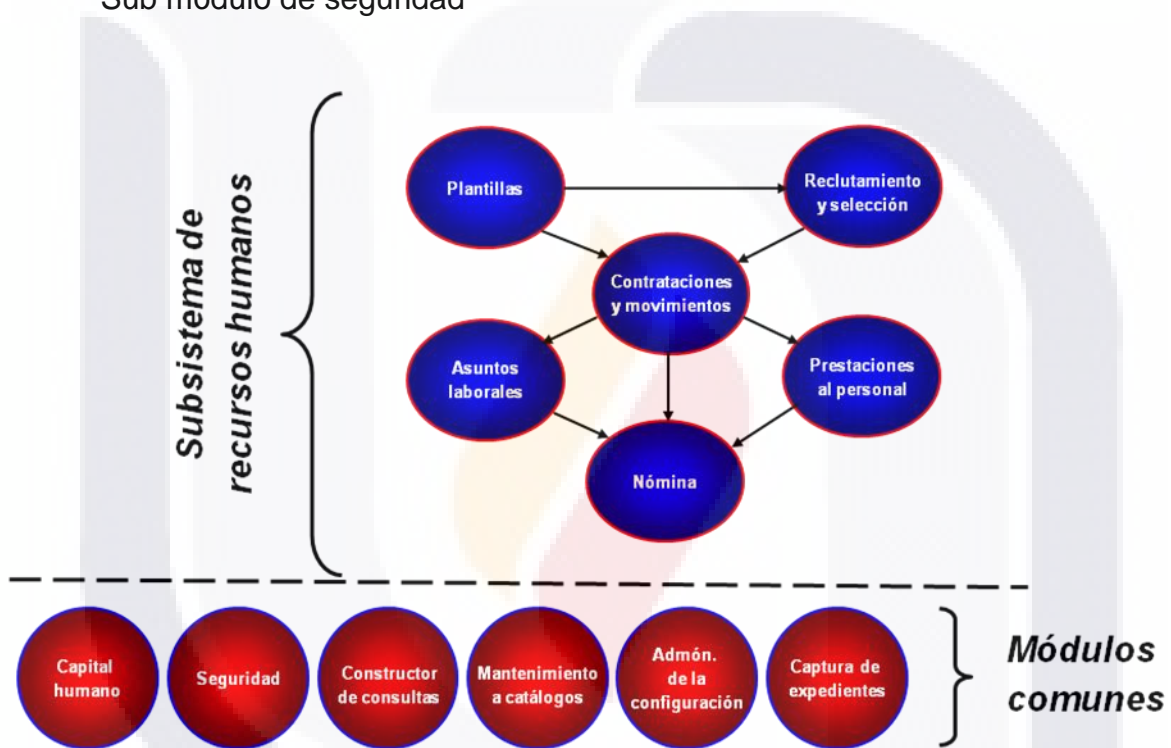 Sub módulo de seguridad
Plantillas
Reclutamiento
y selección
Contrataciones
y movimientos
Subsistema de
recursos humanos
Asuntos
laborales
Prestaciones
al personal
Nómina
Capital
humano
Seguridad
Constructor
de consultas
Mantenimiento
a catálogos
Admón.
de la
configuración
Captura de
expedientes
Módulos
comunes